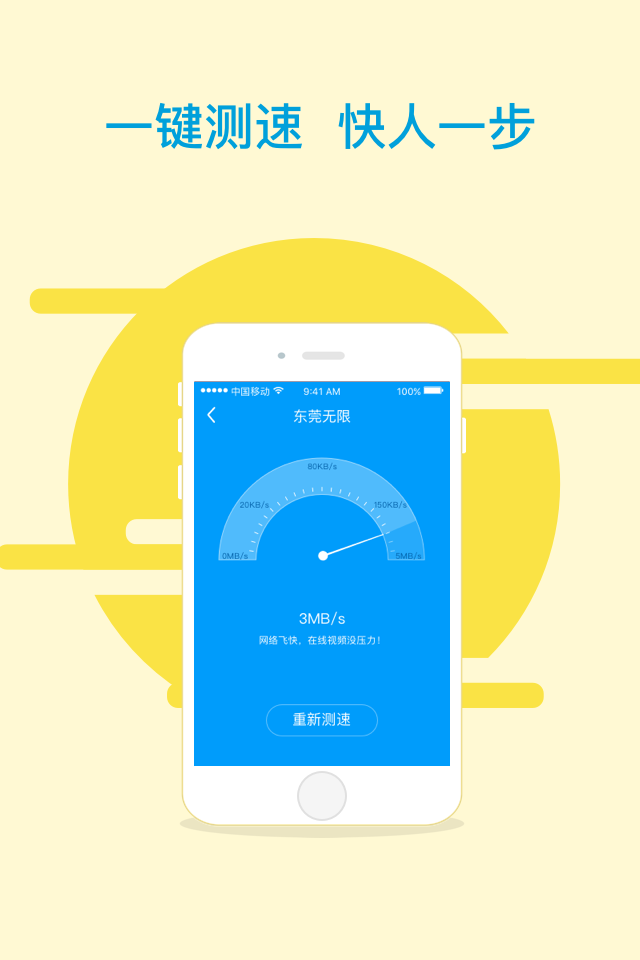 一键测速 快人一步
中国移动 9:41 AM 100%
东莞无限
80KB/s
20KB/s 150KB/s
0MB/s 5MB/s
3MB/s
网络飞快，在线视频没压力！
重新测速